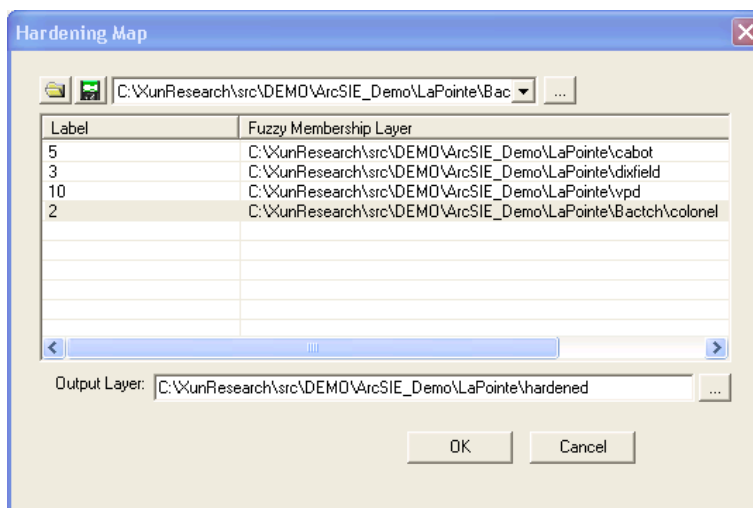 Hardening Map
C:\XunResearch\src\DEMO\ArcSIE_Demo\LaPointe\Bac ...
Label Fuzzy Membership Layer
5 C:\XunResearch\src\DEMO\ArcSIE_Demo\LaPointe\cabot
3 C:\XunResearch\src\DEMO\ArcSIE_Demo\LaPointe\dixfield
10 C:\XunResearch\src\DEMO\ArcSIE_Demo\LaPointe\vpd
2 C:\XunResearch\src\DEMO\ArcSIE_Demo\LaPointe\Bactch\colonel
Output Layer: C:\XunResearch\src\DEMO\ArcSIE_Demo\LaPointe\hardened ...
OK Cancel